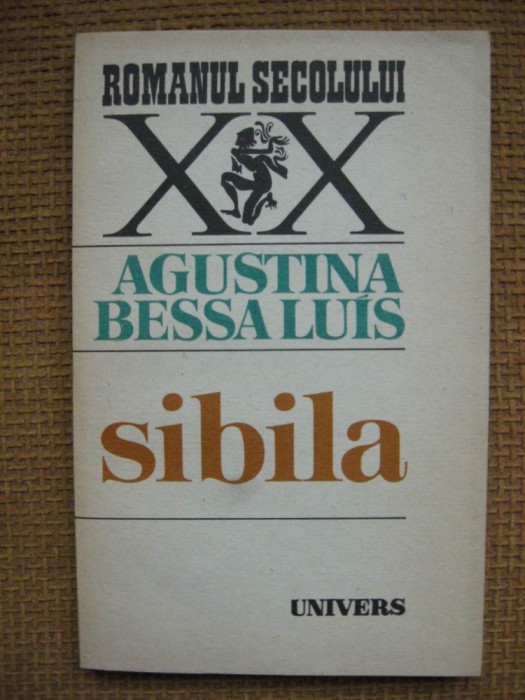 ROMANUL SECOLULUI
XX
AGUSTINA
BESSA LUÍS
sibila
UNIVERS